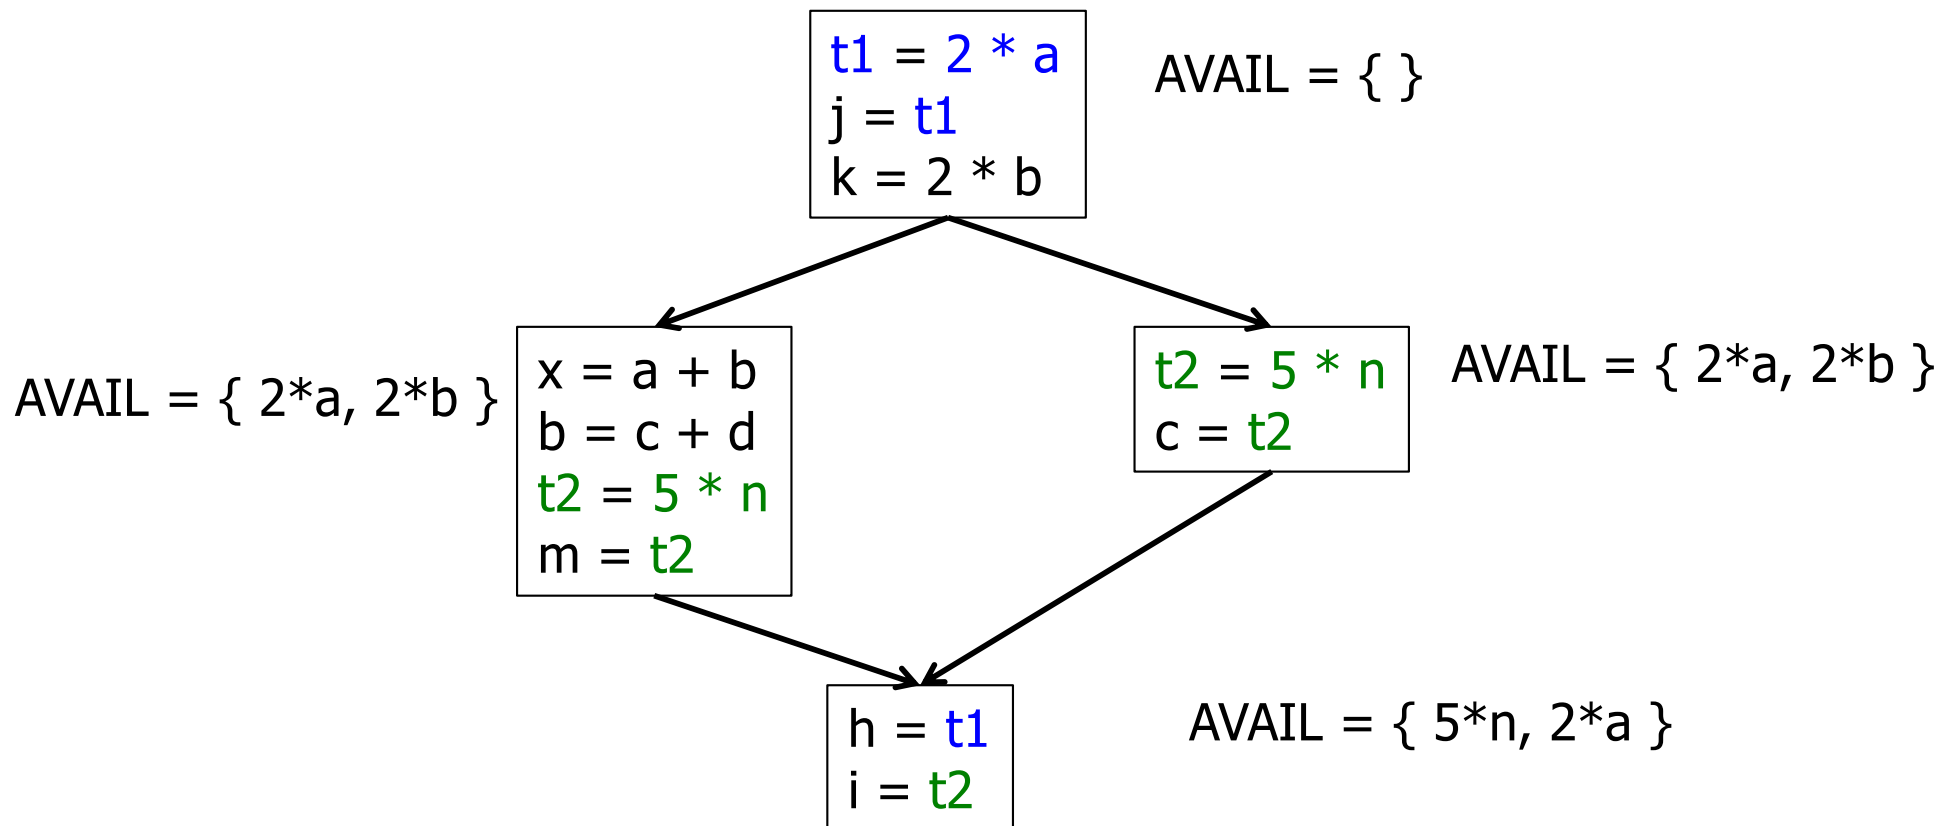 t1 = 2 * a
j = t1
k = 2 * b
AVAIL = { }
AVAIL = { 2*a, 2*b }
x = a + b
b = c + d
t2 = 5 * n
m = t2
t2 = 5 * n
c = t2
AVAIL = { 2*a, 2*b }
h = t1
i = t2
AVAIL = { 5*n, 2*a }